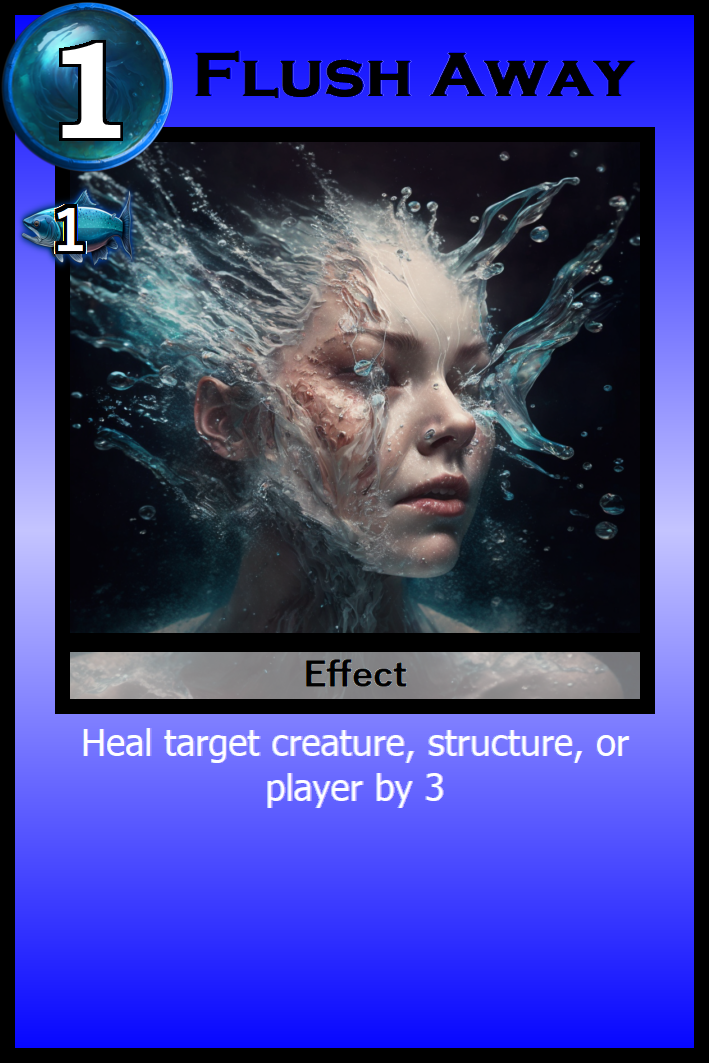 1
Flush Away
1
Effect
Heal target creature, structure, or
player by 3